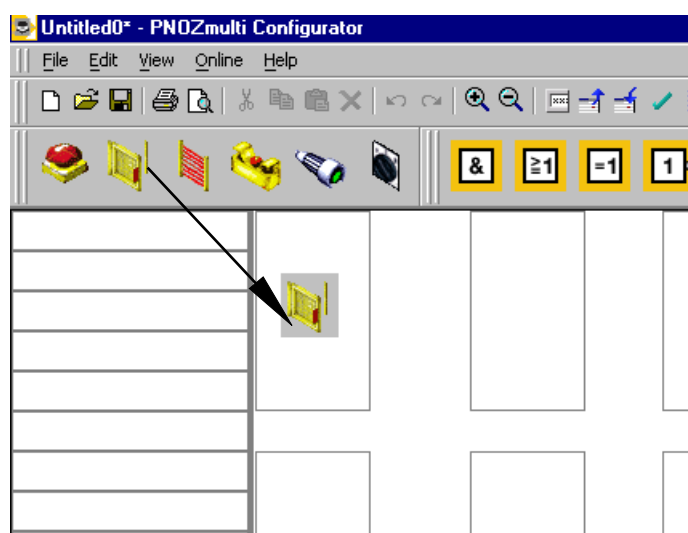 Untitled0* - PNOZmulti Configurator
File Edit View Online Help
& ≧1 =1 1